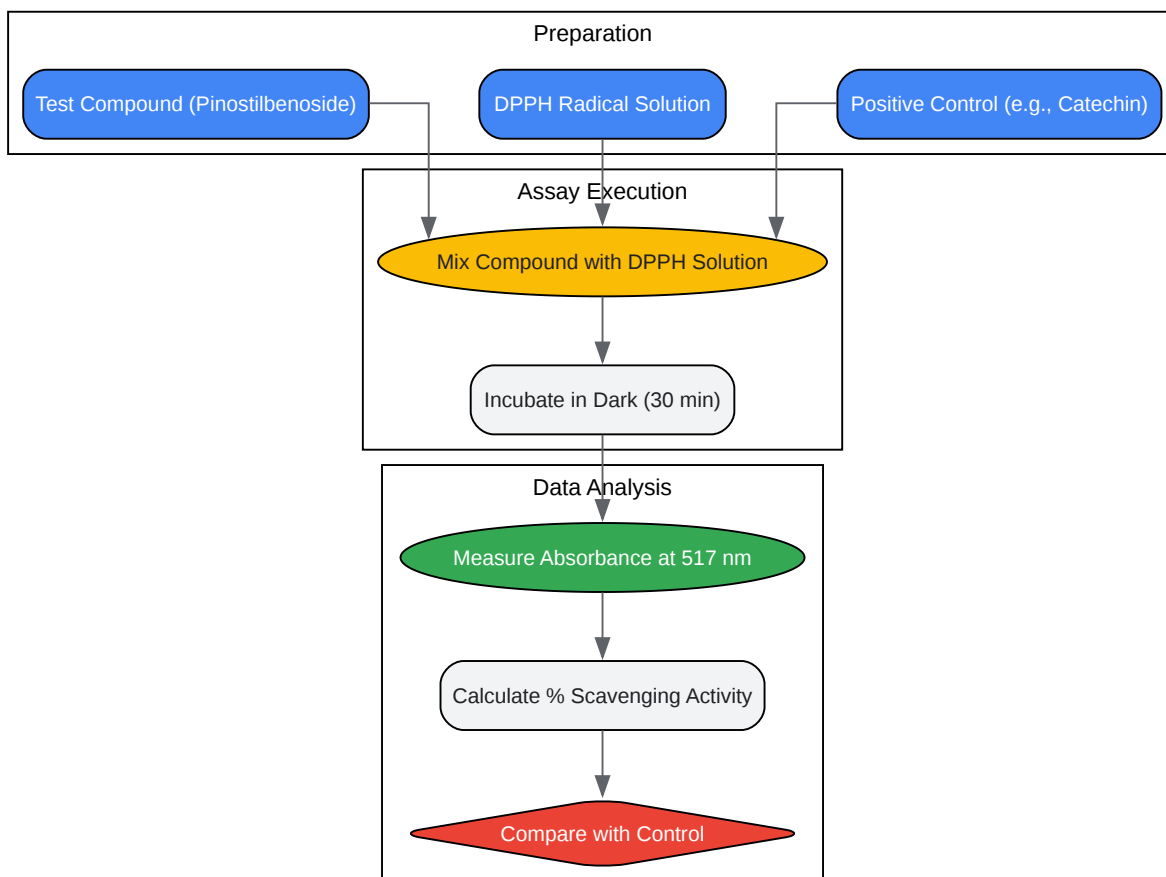 Preparation
Test Compound (Pinostilbenoside)
DPPH Radical Solution
Positive Control (e.g., Catechin)
Assay Execution
Mix Compound with DPPH Solution
Incubate in Dark (30 min)
Data Analysis
Measure Absorbance at 517 nm
Calculate % Scavenging Activity
Compare with Control